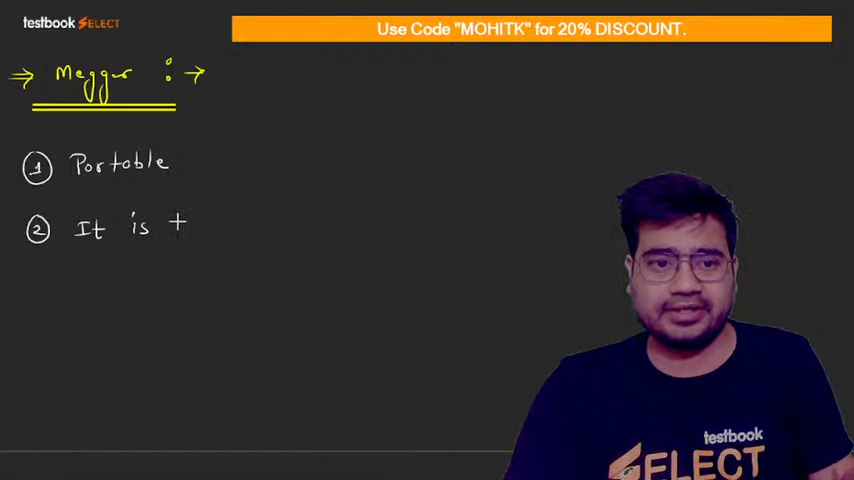 testbook SELECT
Use Code "MOHITK" for 20% DISCOUNT.
⇒ Megger : →
① Portable
② It is t
testbook
SELECT